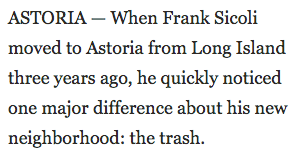 ASTORIA — When Frank Sicoli
moved to Astoria from Long Island
three years ago, he quickly noticed
one major difference about his new
neighborhood: the trash.